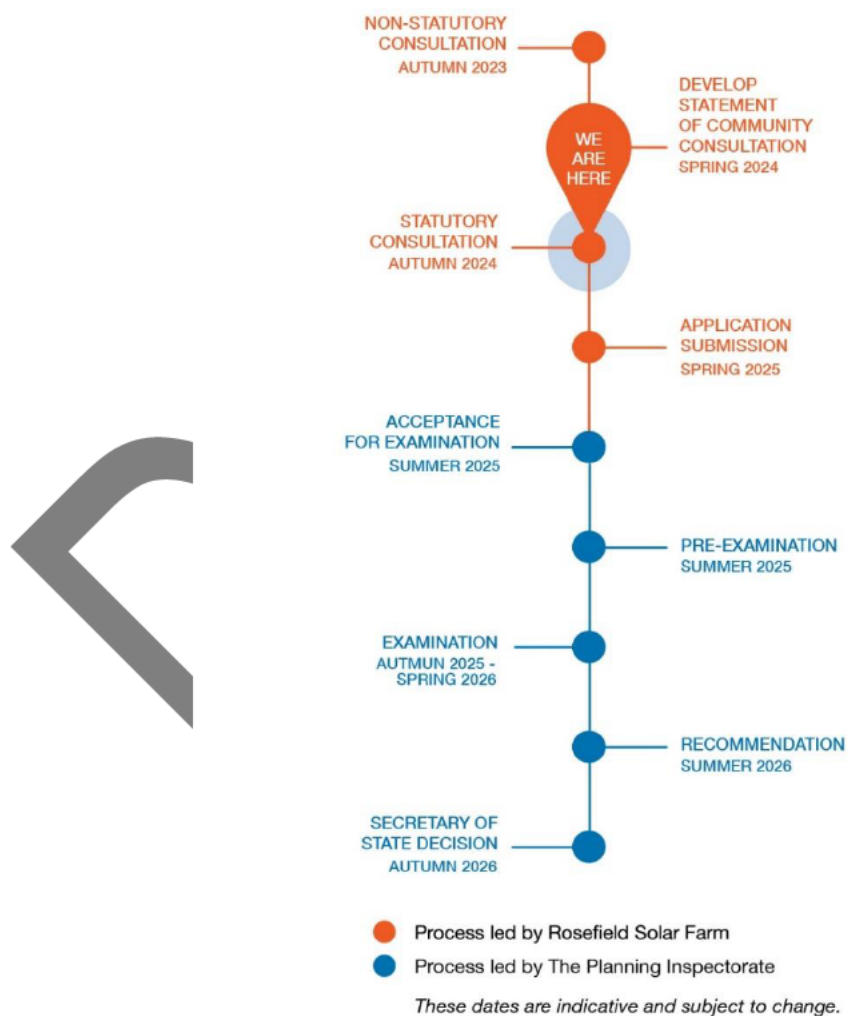 NON-STATUTORY
CONSULTATION
AUTUMN 2023
DEVELOP
STATEMENT
OF COMMUNITY
CONSULTATION
SPRING 2024
WE
ARE
HERE
STATUTORY
CONSULTATION
AUTUMN 2024
APPLICATION
SUBMISSION
SPRING 2025
ACCEPTANCE
FOR EXAMINATION
SUMMER 2025
PRE-EXAMINATION
SUMMER 2025
EXAMINATION
AUTMUN 2025 -
SPRING 2026
RECOMMENDATION
SUMMER 2026
SECRETARY OF
STATE DECISION
AUTUMN 2026
Process led by Rosefield Solar Farm
Process led by The Planning Inspectorate
These dates are indicative and subject to change.